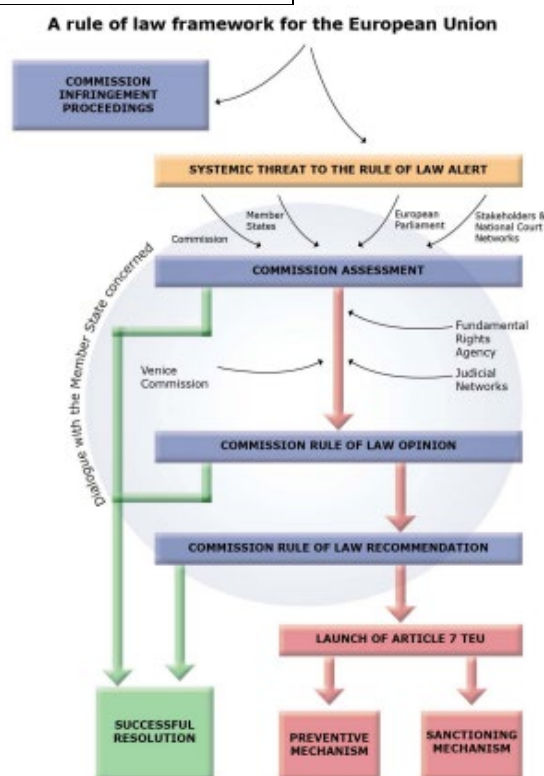 A rule of law framework for the European Union
COMMISSION
INFRINGEMENT
PROCEEDINGS
SYSTEMIC THREAT TO THE RULE OF LAW ALERT
Commission
Member
States
European
Parliament
Stakeholders &
National Court
Networks
COMMISSION ASSESSMENT
Dialogue with the Member State concerned
Fundamental
Rights
Agency
Venice
Commission
Judicial
Networks
COMMISSION RULE OF LAW OPINION
COMMISSION RULE OF LAW RECOMMENDATION
LAUNCH OF ARTICLE 7 TEU
SUCCESSFUL
RESOLUTION
PREVENTIVE
MECHANISM
SANCTIONING
MECHANISM